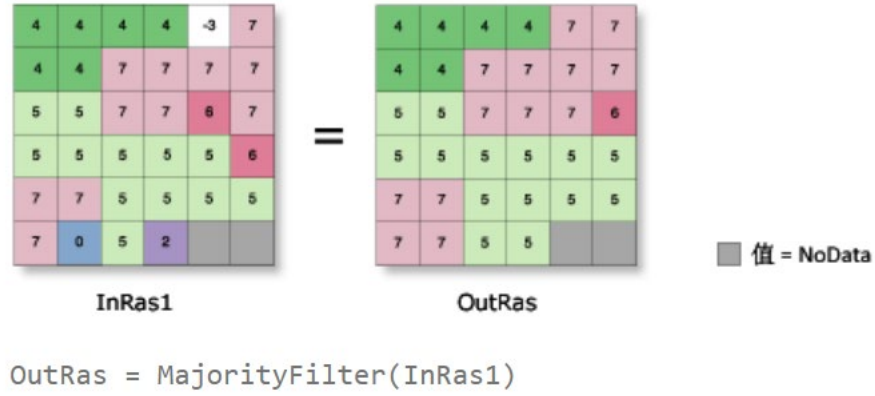 4 4 4 4 -3 7 4 4 4 4 7 7
4 4 7 7 7 7 4 4 7 7 7 7
5 5 7 7 6 7 5 5 7 7 7 6
= 
5 5 5 5 5 6 5 5 5 5 5 5
7 7 5 5 5 5 7 7 5 5 5 5
7 0 5 2 7 7 5 5 值 = NoData
InRas1 OutRas
OutRas = MajorityFilter(InRas1)